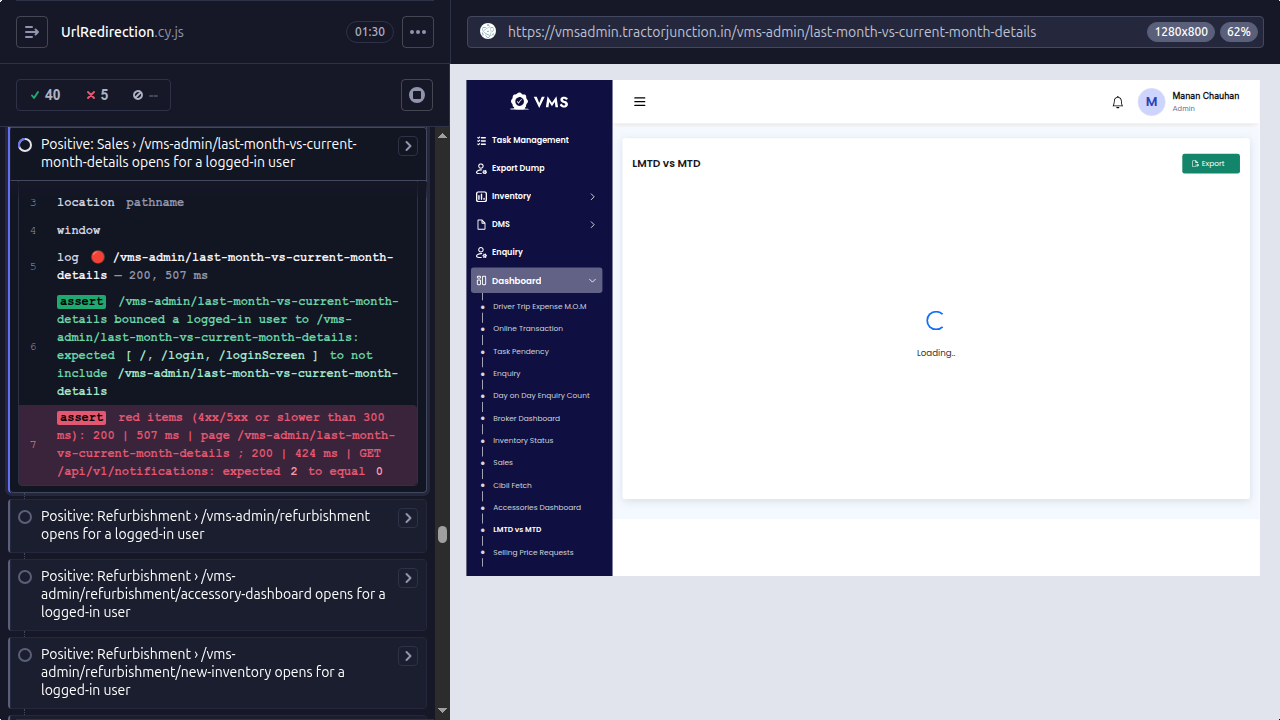 UrlRedirection.cy.js
01:30
https://vmsadmin.tractorjunction.in/vms-admin/last-month-vs-current-month-details
1280x800
62%
40
5
--
Positive: Sales › /vms-admin/last-month-vs-current-
month-details opens for a logged-in user
3 location pathname
4 window
5 log 🔴 /vms-admin/last-month-vs-current-month-
details — 200, 507 ms
assert /vms-admin/last-month-vs-current-month-
details bounced a logged-in user to /vms-
admin/last-month-vs-current-month-details:
6 expected [ /, /login, /loginScreen ] to not
include /vms-admin/last-month-vs-current-month-
details
assert red items (4xx/5xx or slower than 300
ms): 200 | 507 ms | page /vms-admin/last-month-
7 vs-current-month-details ; 200 | 424 ms | GET
/api/v1/notifications: expected 2 to equal 0
Positive: Refurbishment › /vms-admin/refurbishment
opens for a logged-in user
Positive: Refurbishment › /vms-
admin/refurbishment/accessory-dashboard opens for a
logged-in user
Positive: Refurbishment › /vms-
admin/refurbishment/new-inventory opens for a
logged-in user
VMS
Task Management
Export Dump
Inventory
DMS
Enquiry
Dashboard
Driver Trip Expense M.O.M
Online Transaction
Task Pendency
Enquiry
Day on Day Enquiry Count
Broker Dashboard
Inventory Status
Sales
Cibil Fetch
Accessories Dashboard
LMTD vs MTD
Selling Price Requests
M
Manan Chauhan
Admin
LMTD vs MTD
Export
Loading..